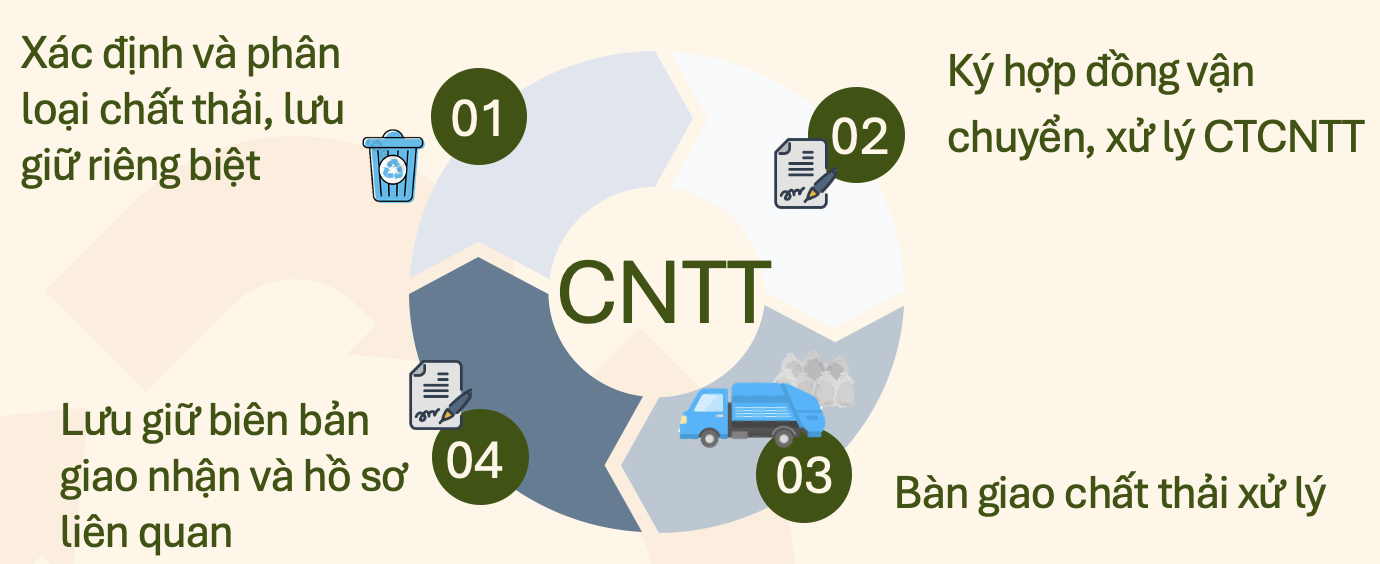 Xác định và phân
loại chất thải, lưu
giữ riêng biệt
01
02
Ký hợp đồng vận
chuyển, xử lý CTCNTT
CNTT
Lưu giữ biên bản
giao nhận và hồ sơ
liên quan
04
03
Bàn giao chất thải xử lý